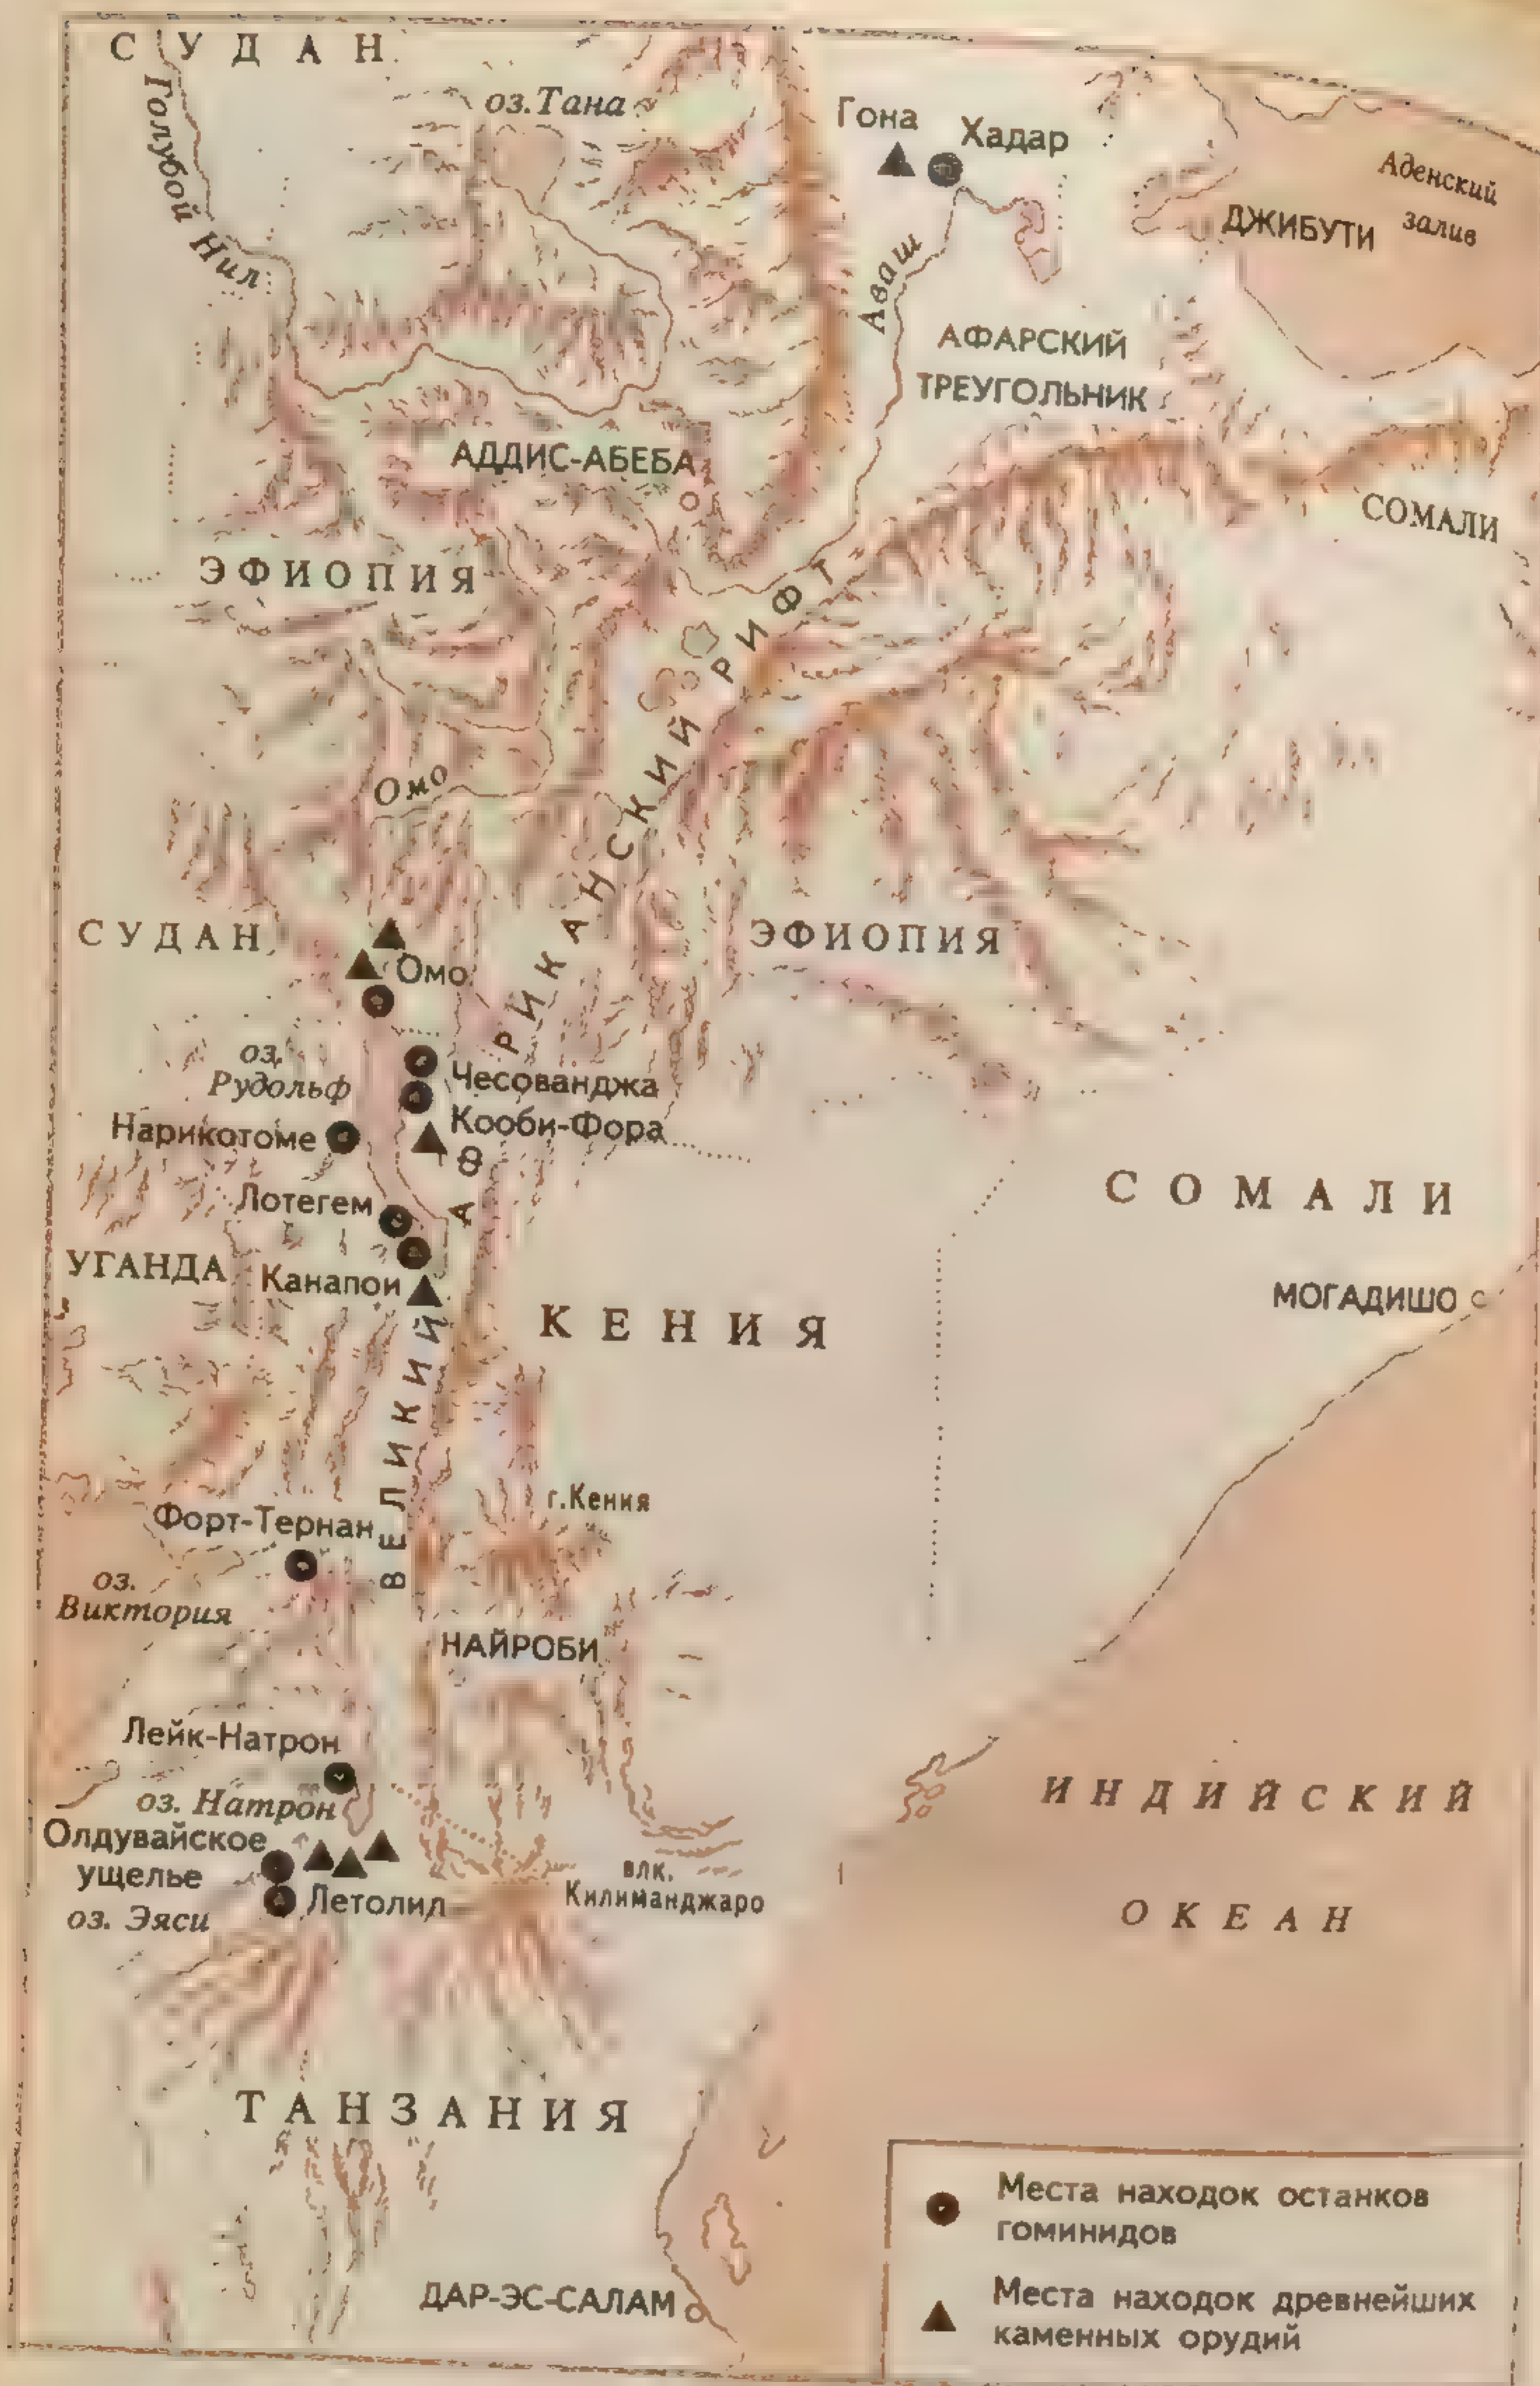 СУДАН
Голубой Нил
оз. Тана
Гона
Хадар
Аденский
залив
ДЖИБУТИ
Аваш
АФАРСКИЙ
ТРЕУГОЛЬНИК
АДДИС-АБЕБА
СОМАЛИ
ЭФИОПИЯ
ВЕЛИКИЙ АФРИКАНСКИЙ РИФТ
Омо
СУДАН
ЭФИОПИЯ
Омо
оз.
Рудольф
Чесованджа
Нарикотоме
Кооби-Фора
Лотегем
СОМАЛИ
УГАНДА
Канапои
МОГАДИШО
КЕНИЯ
г. Кения
Форт-Тернан
оз.
Виктория
НАЙРОБИ
Лейк-Натрон
оз. Натрон
ИНДИЙСКИЙ
ОКЕАН
Олдувайское
ущелье
влк.
Килиманджаро
Летолид
оз. Эяси
ТАНЗАНИЯ
ДАР-ЭС-САЛАМ
Места находок останков
гоминидов
Места находок древнейших
каменных орудий